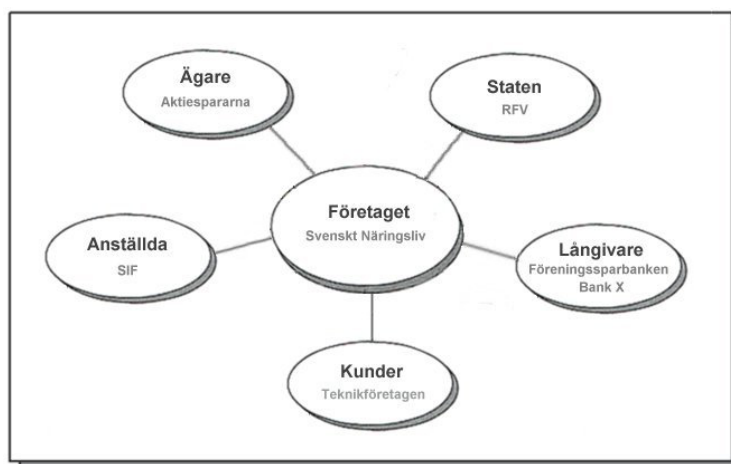 Ägare
Aktiespararna
Staten
RFV
Företaget
Svenskt Näringsliv
Anställda
SIF
Långivare
Föreningssparbanken
Bank X
Kunder
Teknikföretagen